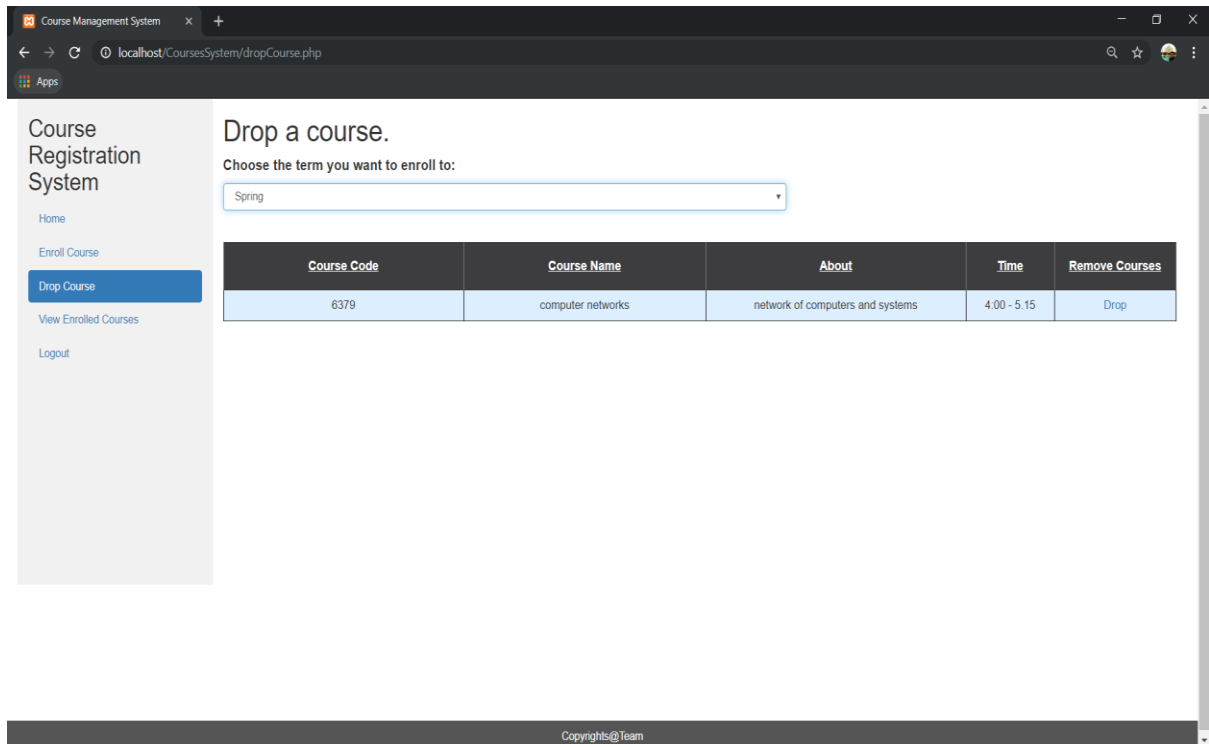 Course Management System
localhost/CoursesSystem/dropCourse.php
Apps
Course
Registration
System
Home
Enroll Course
Drop Course
View Enrolled Courses
Logout
Drop a course.
Choose the term you want to enroll to:
Spring
Course Code Course Name About Time Remove Courses
6379 computer networks network of computers and systems 4:00 - 5.15 Drop
Copyrights@Team